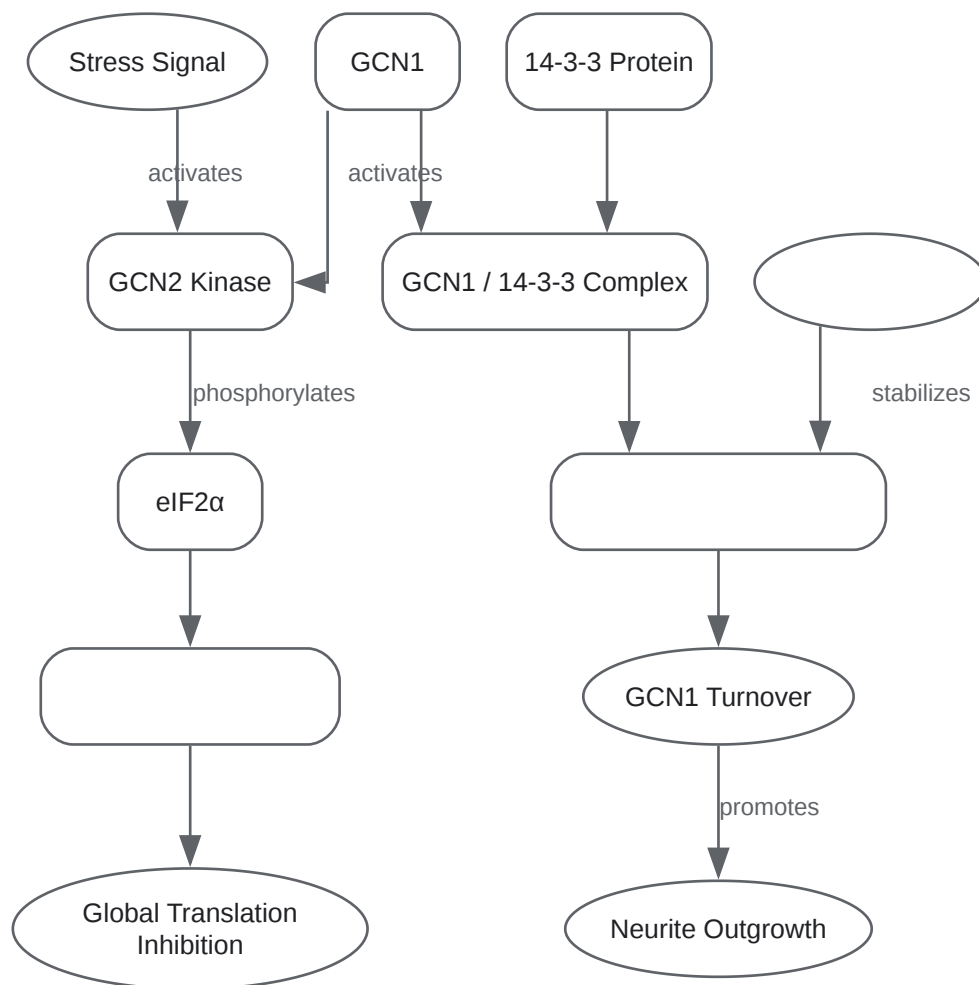 Stress Signal
GCN1
14-3-3 Protein
activates
activates
GCN2 Kinase
GCN1 / 14-3-3 Complex
phosphorylates
stabilizes
eIF2α
GCN1 Turnover
promotes
Global Translation
Inhibition
Neurite Outgrowth